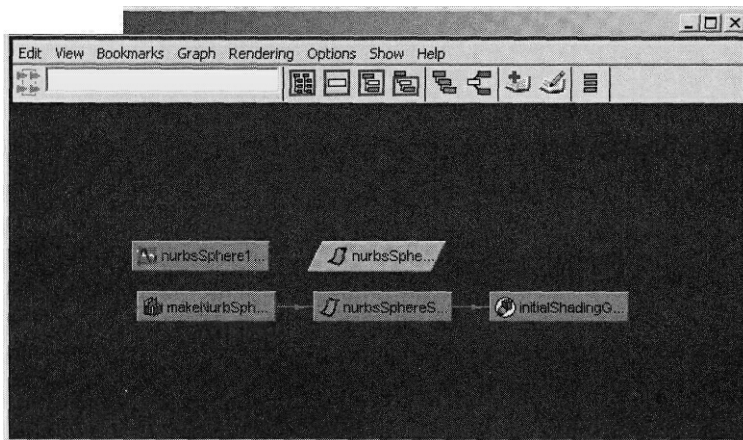 Edit View Bookmarks Graph Rendering Options Show Help
nurbsSphere1... nurbsSphe...
makeNurbSph... nurbsSphereS... initialShadingG...